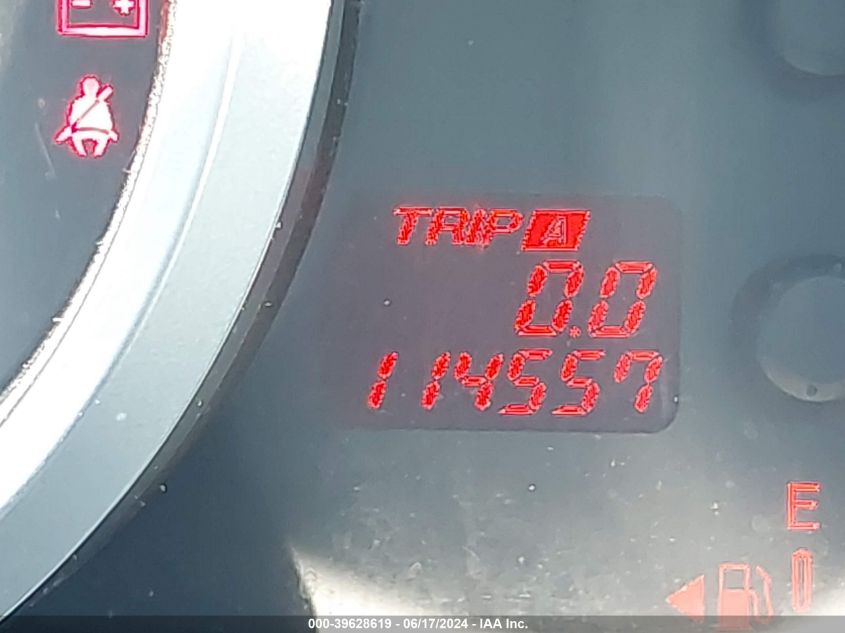 TRIP A
0.0
114557
E
000-39628619 - 06/17/2024 - IAA Inc.